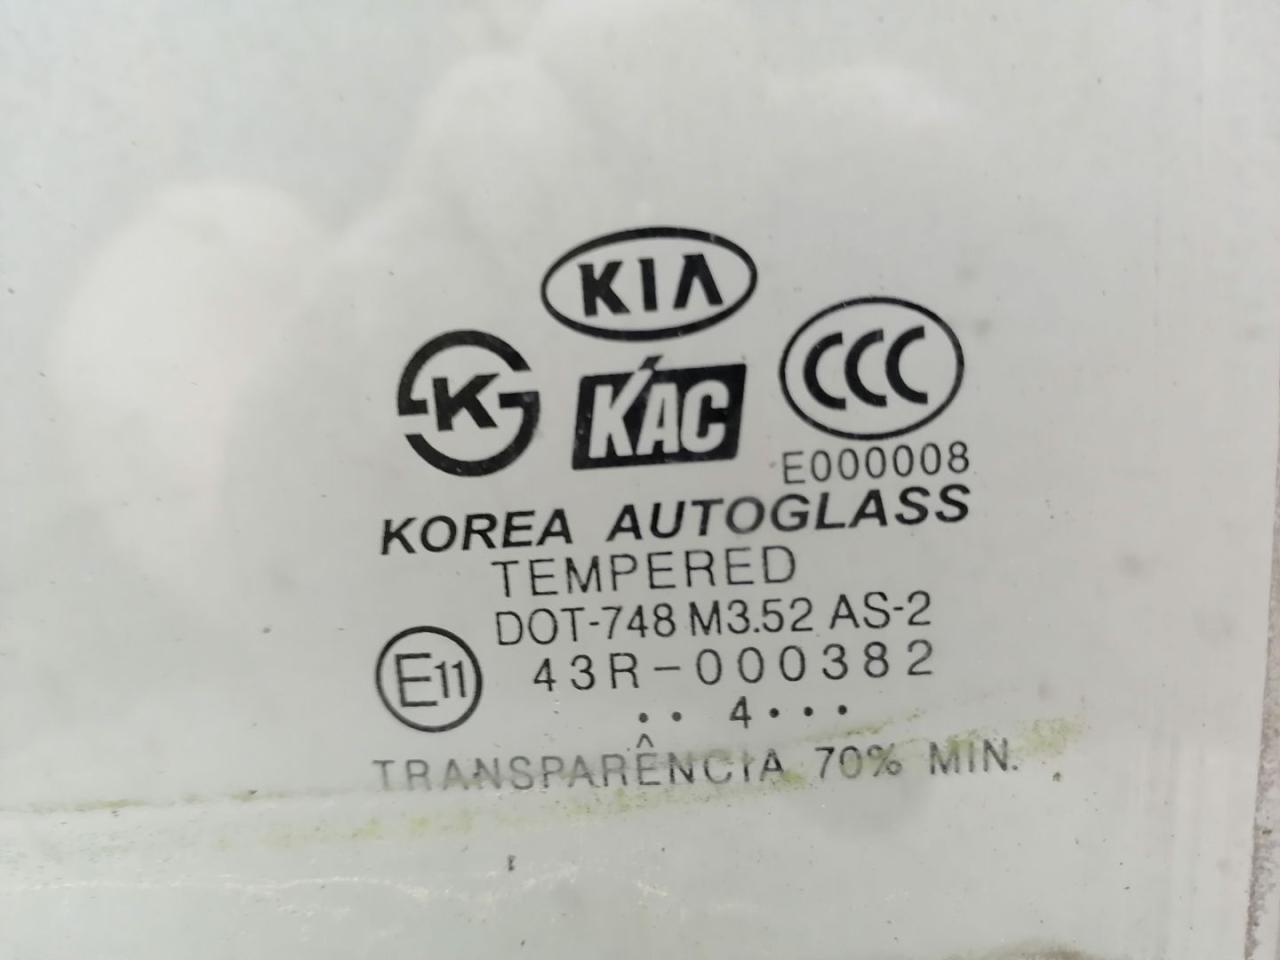 KIA
K
KAC
CCC
E000008
KOREA AUTOGLASS
TEMPERED
DOT-748 M3.52 AS-2
E11
43R-000382
•• 4•••
TRANSPARÊNCIA 70% MIN.